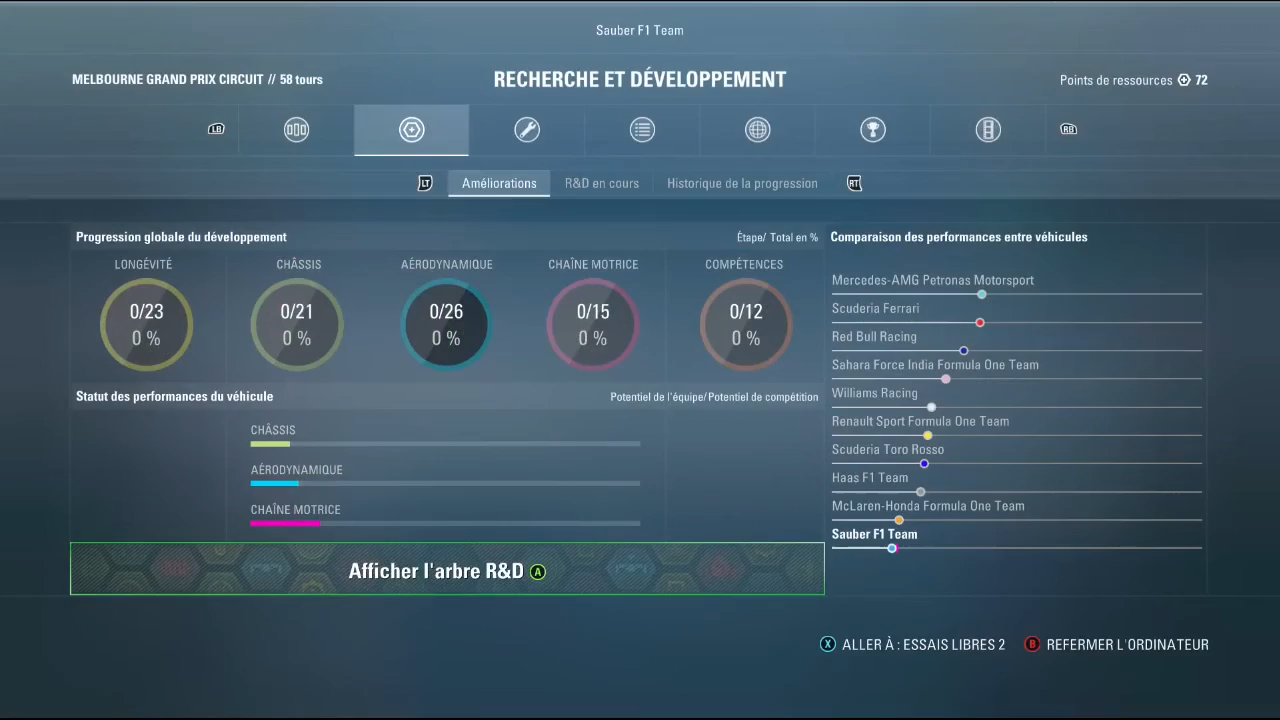 Sauber F1 Team
MELBOURNE GRAND PRIX CIRCUIT // 58 tours
RECHERCHE ET DÉVELOPPEMENT
Points de ressources 72
LB
RB
LT
Améliorations
R&D en cours
Historique de la progression
RT
Progression globale du développement
Étape/ Total en %
LONGÉVITÉ
CHÂSSIS
AÉRODYNAMIQUE
CHAÎNE MOTRICE
COMPÉTENCES
0/23
0/21
0/26
0/15
0/12
0 %
0 %
0 %
0 %
0 %
Statut des performances du véhicule
Potentiel de l'équipe/Potentiel de compétition
CHÂSSIS
AÉRODYNAMIQUE
CHAÎNE MOTRICE
Afficher l'arbre R&D A
Comparaison des performances entre véhicules
Mercedes-AMG Petronas Motorsport
Scuderia Ferrari
Red Bull Racing
Sahara Force India Formula One Team
Williams Racing
Renault Sport Formula One Team
Scuderia Toro Rosso
Haas F1 Team
McLaren-Honda Formula One Team
Sauber F1 Team
X ALLER À : ESSAIS LIBRES 2
B REFERMER L'ORDINATEUR